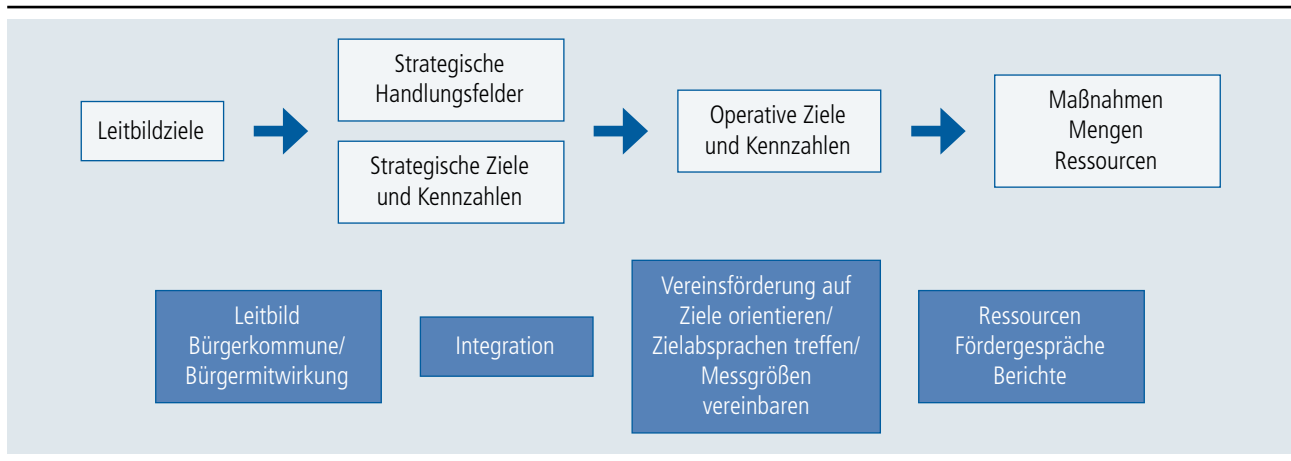 Leitbildziele
Strategische
Handlungsfelder
Strategische Ziele
und Kennzahlen
Operative Ziele
und Kennzahlen
Maßnahmen
Mengen
Ressourcen
Leitbild
Bürgerkommune/
Bürgermitwirkung
Integration
Vereinsförderung auf
Ziele orientieren/
Zielabsprachen treffen/
Messgrößen
vereinbaren
Ressourcen
Fördergespräche
Berichte